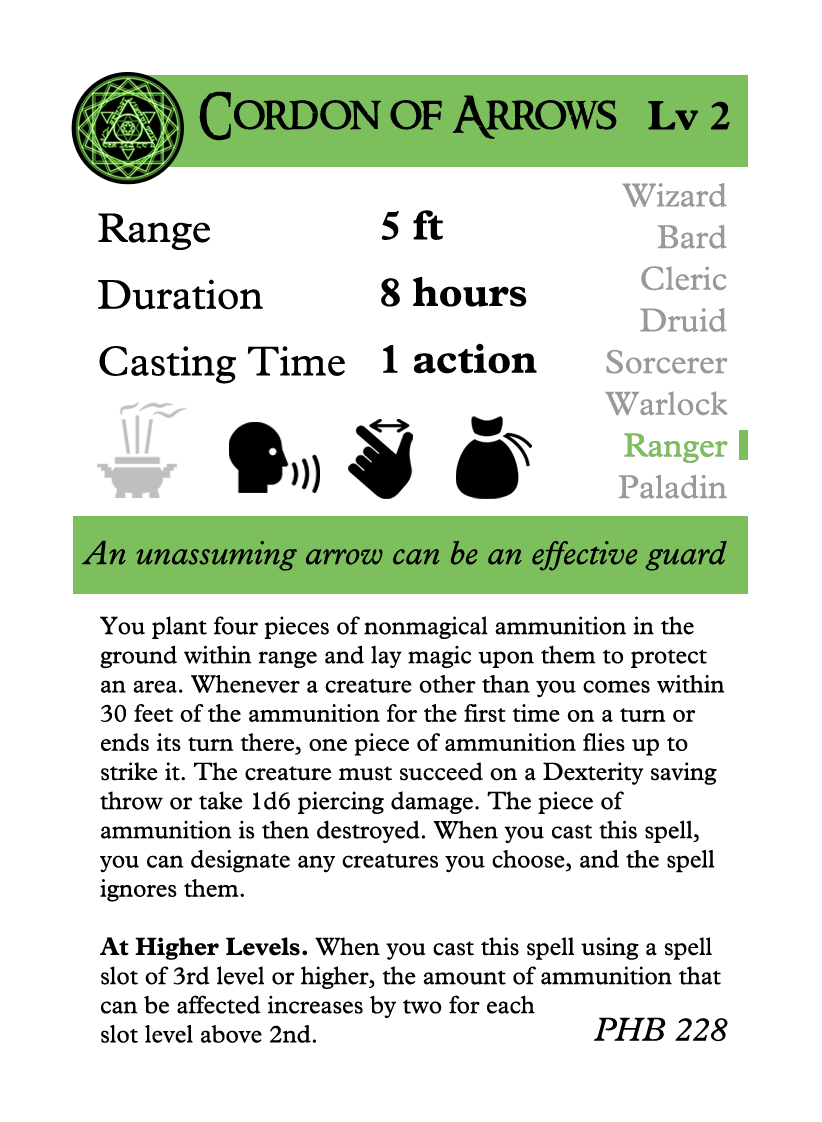 Cordon of Arrows Lv 2
Range 5 ft
Duration 8 hours
Casting Time 1 action
Wizard
Bard
Cleric
Druid
Sorcerer
Warlock
Ranger
Paladin
An unassuming arrow can be an effective guard
You plant four pieces of nonmagical ammunition in the
ground within range and lay magic upon them to protect
an area. Whenever a creature other than you comes within
30 feet of the ammunition for the first time on a turn or
ends its turn there, one piece of ammunition flies up to
strike it. The creature must succeed on a Dexterity saving
throw or take 1d6 piercing damage. The piece of
ammunition is then destroyed. When you cast this spell,
you can designate any creatures you choose, and the spell
ignores them.
At Higher Levels. When you cast this spell using a spell
slot of 3rd level or higher, the amount of ammunition that
can be affected increases by two for each
slot level above 2nd.
PHB 228